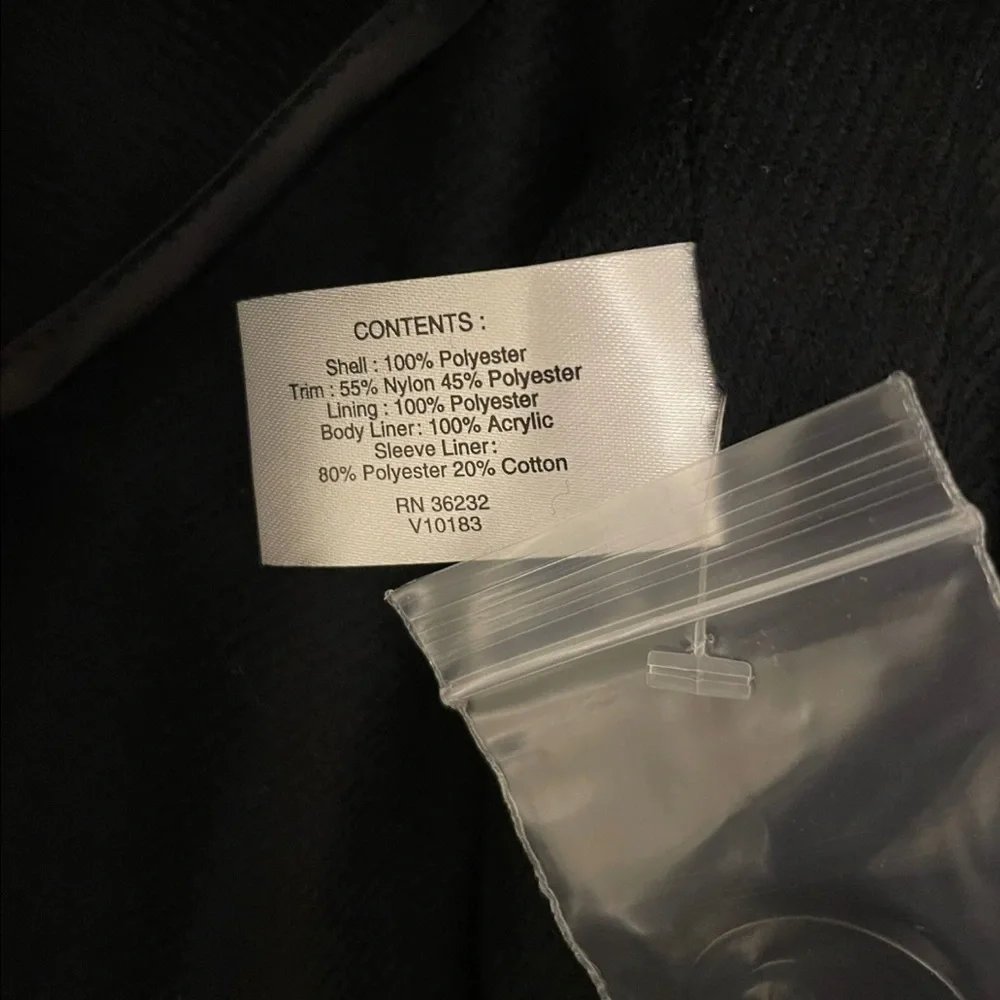 CONTENTS :
Shell : 100% Polyester
Trim : 55% Nylon 45% Polyester
Lining : 100% Polyester
Body Liner: 100% Acrylic
Sleeve Liner:
80% Polyester 20% Cotton
RN 36232
V10183